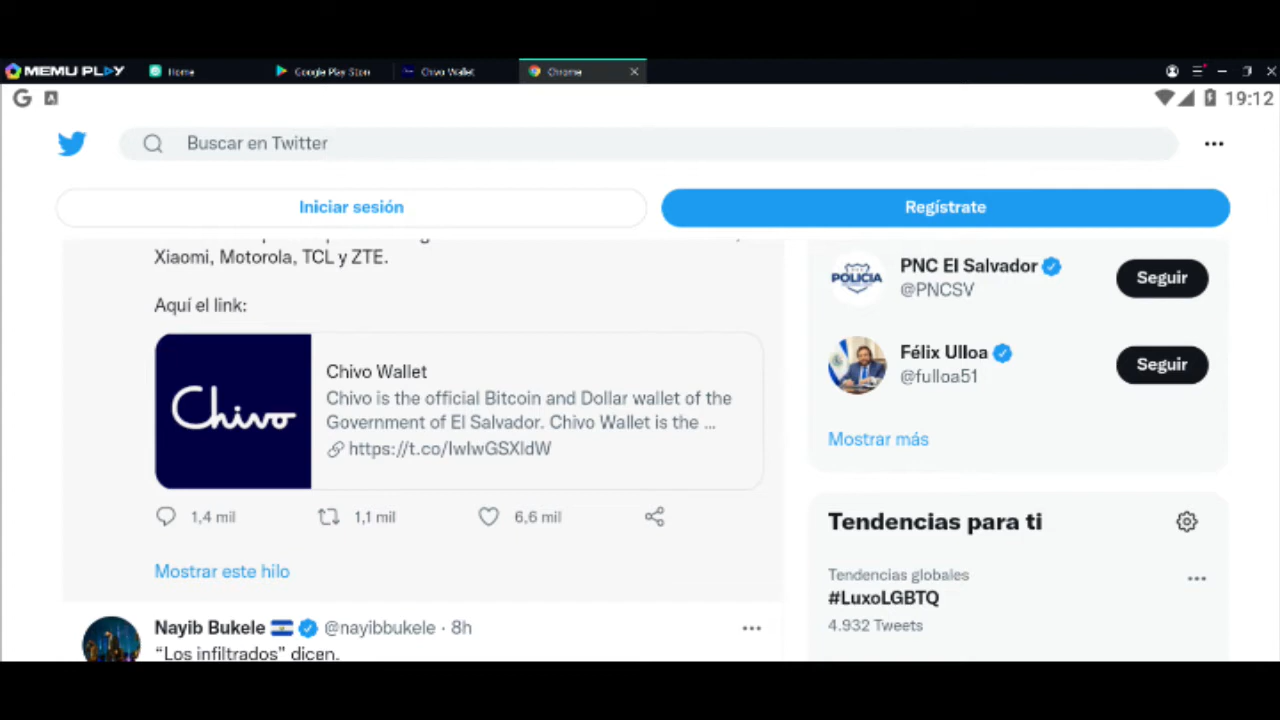 MEMU PLAY
Home
Google Play Store
Chivo Wallet
Chrome
19:12
Buscar en Twitter
Iniciar sesión
Regístrate
Xiaomi, Motorola, TCL y ZTE.
Aquí el link:
Chivo
Chivo Wallet
Chivo is the official Bitcoin and Dollar wallet of the
Government of El Salvador. Chivo Wallet is the ...
https://t.co/IwlwGSXIdW
1,4 mil
1,1 mil
6,6 mil
Mostrar este hilo
Nayib Bukele @nayibbukele · 8h
“Los infiltrados” dicen.
POLICIA
PNC El Salvador
@PNCSV
Seguir
Félix Ulloa
@fulloa51
Seguir
Mostrar más
Tendencias para ti
Tendencias globales
#LuxoLGBTQ
4.932 Tweets